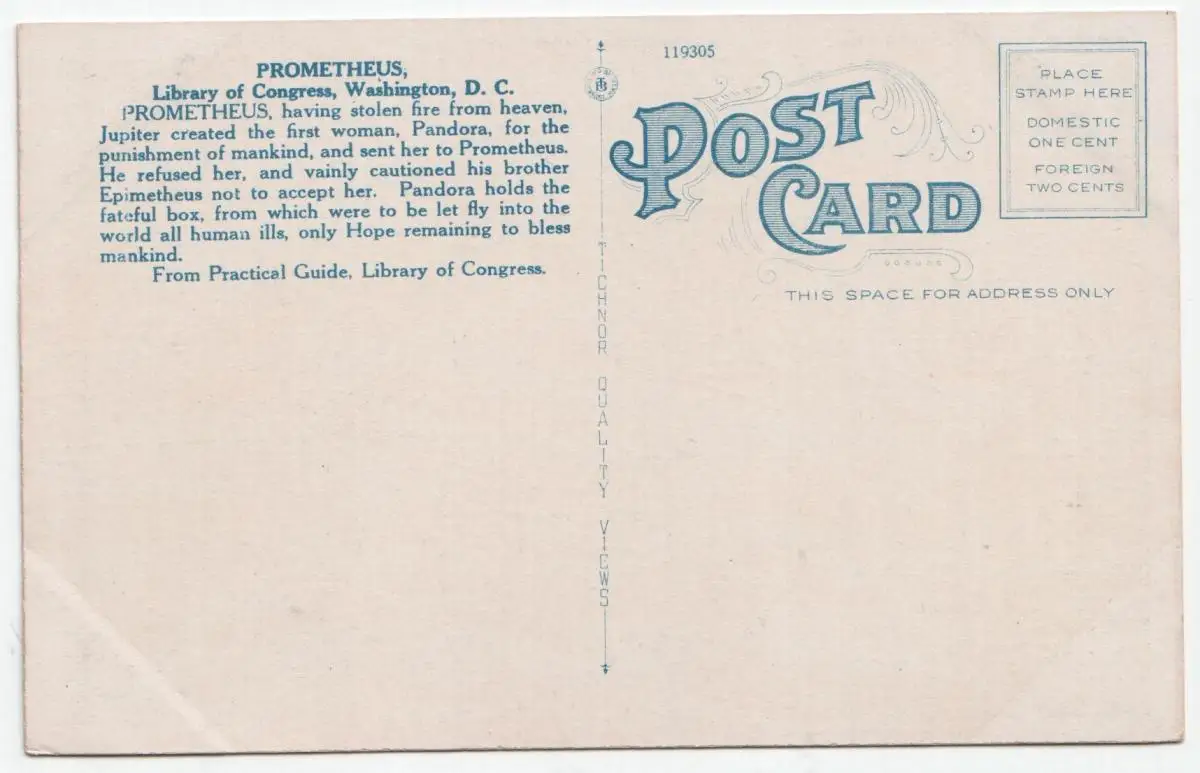 PROMETHEUS,
Library of Congress, Washington, D. C.
PROMETHEUS, having stolen fire from heaven,
Jupiter created the first woman, Pandora, for the
punishment of mankind, and sent her to Prometheus.
He refused her, and vainly cautioned his brother
Epimetheus not to accept her. Pandora holds the
fateful box, from which were to be let fly into the
world all human ills, only Hope remaining to bless
mankind.
From Practical Guide, Library of Congress.
TICHNOR QUALITY VIEWS
119305
POST
CARD
THIS SPACE FOR ADDRESS ONLY
PLACE
STAMP HERE
DOMESTIC
ONE CENT
FOREIGN
TWO CENTS